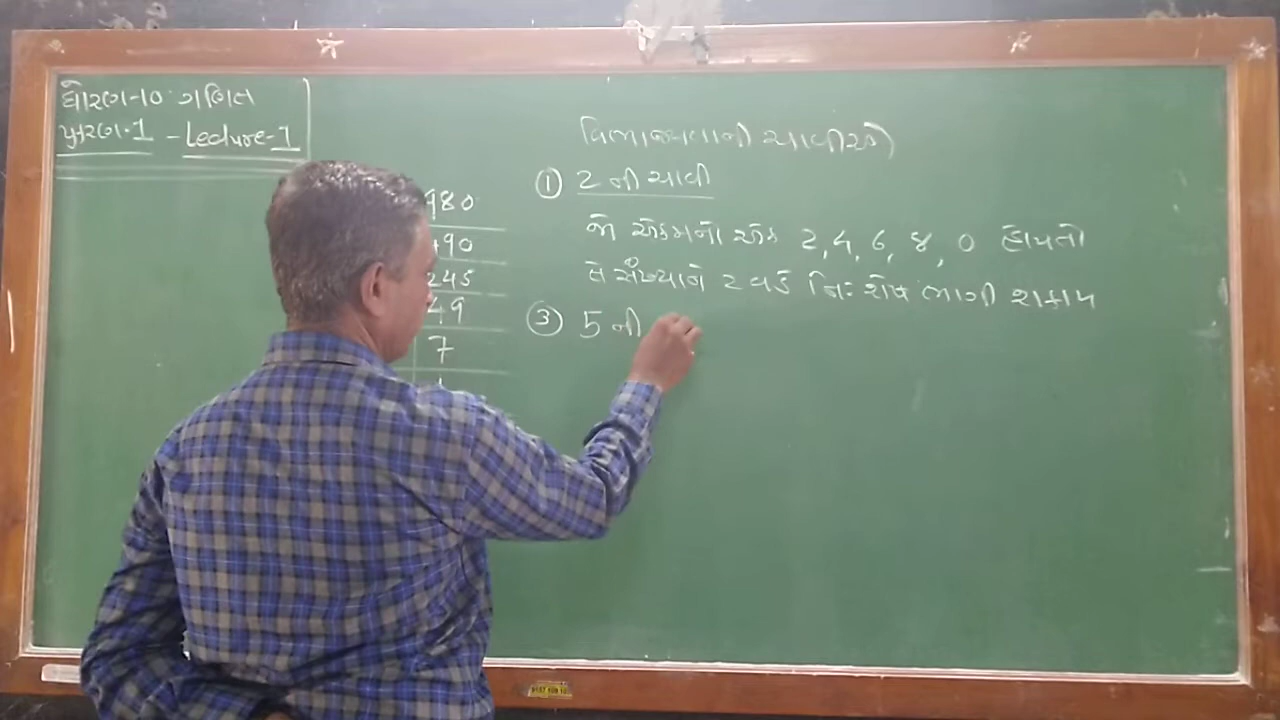 ધોરણ-10 ગણિત
પ્રકરણ.1 - Lecture-1
980
490
245
49
7
વિભાજ્યતાની ચાવીઓ
① 2 ની ચાવી
જો એકમનો અંક 2, 4, 6, 8, 0 હોયતો
તે સંખ્યાને 2 વડે નિઃશેષ ભાગી શકાય
③ 5 ની